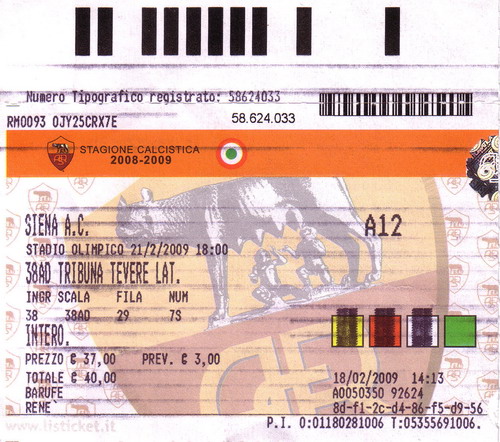 Numero Tipografico registrato: 58624033
RM0093 0JY25CRX7E
58.624.033
STAGIONE CALCISTICA
2008-2009
SIENA A.C.
A12
STADIO OLIMPICO 21/2/2009 18:00
38AD TRIBUNA TEVERE LAT.
INGR SCALA FILA NUM
38 38AD 29 7S
INTERO.
PREZZO € 37,00 PREV. € 3,00
TOTALE € 40,00
18/02/2009 14:13
BARUFE
A0050350 92624
RENE'
8d-f1-2c-d4-86-f5-d9-56
www.listicket.it
P.I. 0:01180281006 T:05355691006.